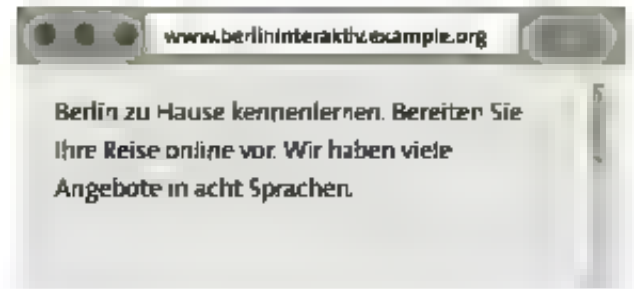 www.berlininteraktiv.example.org
Berlin zu Hause kennenlernen. Bereiten Sie
Ihre Reise online vor. Wir haben viele
Angebote in acht Sprachen.